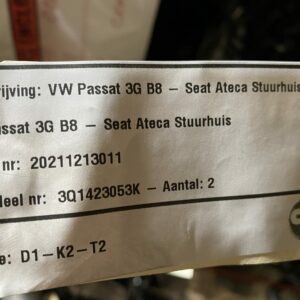 rijving: VW Passat 3G B8 – Seat Ateca Stuurhuis
assat 3G B8 – Seat Ateca Stuurhuis
nr: 20211213011
deel nr: 3Q1423053K – Aantal: 2
e: D1–K2–T2